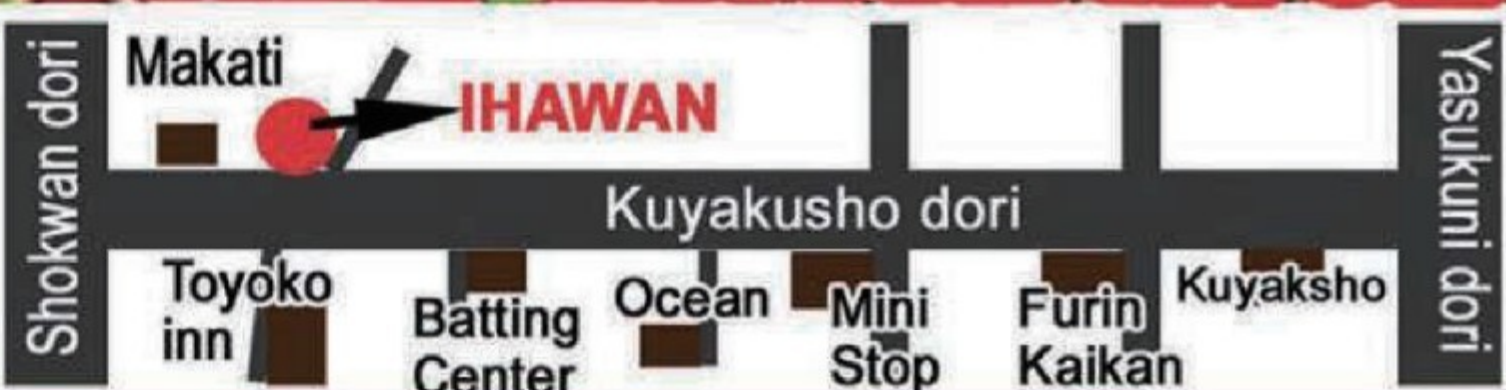 Shokwan dori
Makati
IHAWAN
Yasukuni dori
Kuyakusho dori
Toyoko
inn
Batting
Center
Ocean
Mini
Stop
Furin
Kaikan
Kuyaksho